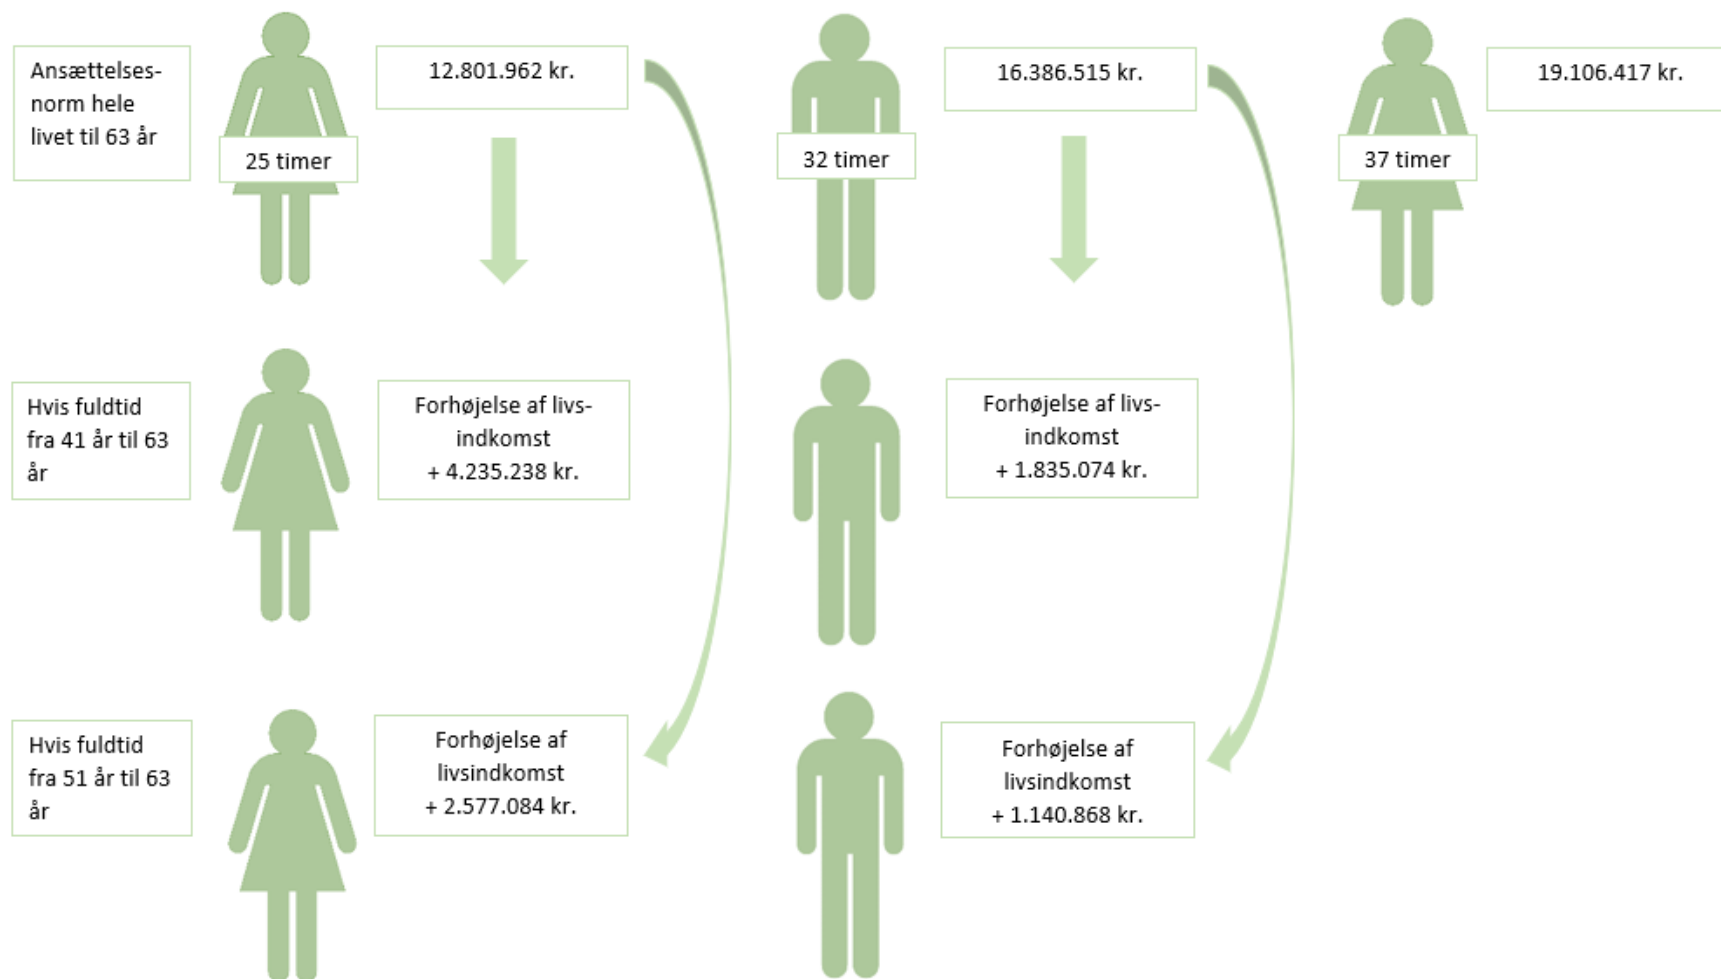 Ansættelses-
norm hele
livet til 63 år
25 timer
12.801.962 kr.
32 timer
16.386.515 kr.
37 timer
19.106.417 kr.
Hvis fuldtid
fra 41 år til 63
år
Forhøjelse af livs-
indkomst
+ 4.235.238 kr.
Forhøjelse af livs-
indkomst
+ 1.835.074 kr.
Hvis fuldtid
fra 51 år til 63
år
Forhøjelse af
livsindkomst
+ 2.577.084 kr.
Forhøjelse af
livsindkomst
+ 1.140.868 kr.